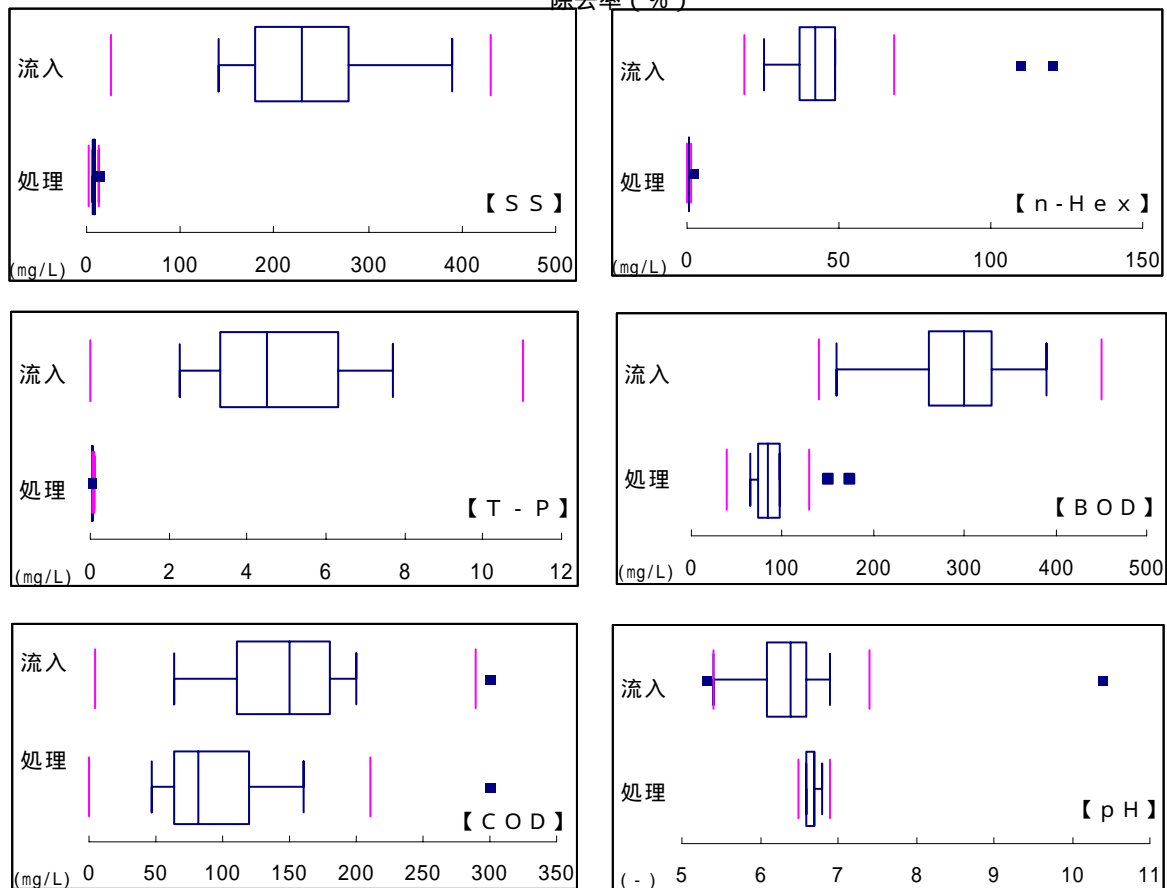 除去率(%)
流入
処理
【SS】
(mg/L) 0 100 200 300 400 500
流入
処理
【n-Hex】
(mg/L) 0 50 100 150
流入
処理
【T-P】
(mg/L) 0 2 4 6 8 10 12
流入
処理
【BOD】
(mg/L) 0 100 200 300 400 500
流入
処理
【COD】
(mg/L) 0 50 100 150 200 250 300 350
流入
処理
【pH】
(-) 5 6 7 8 9 10 11